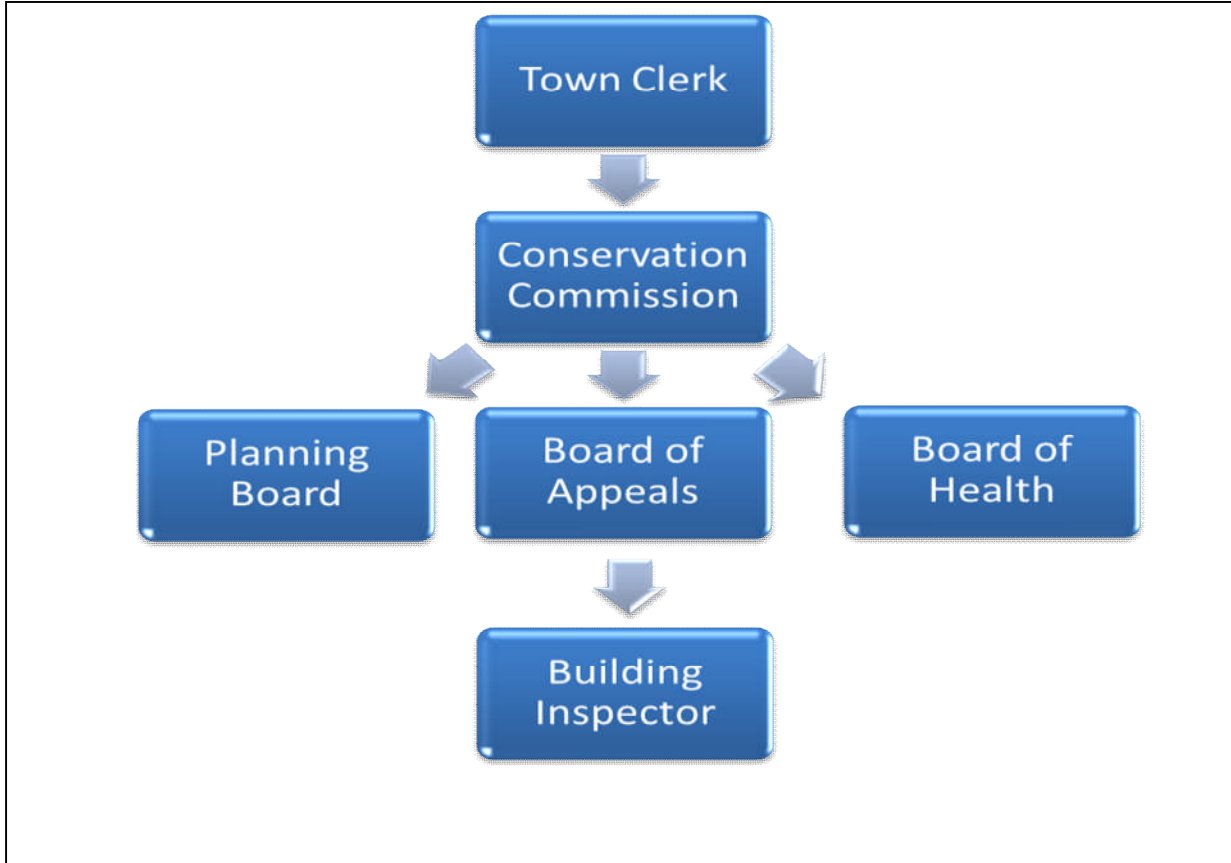 Town Clerk
Conservation
Commission
Planning
Board
Board of
Appeals
Board of
Health
Building
Inspector